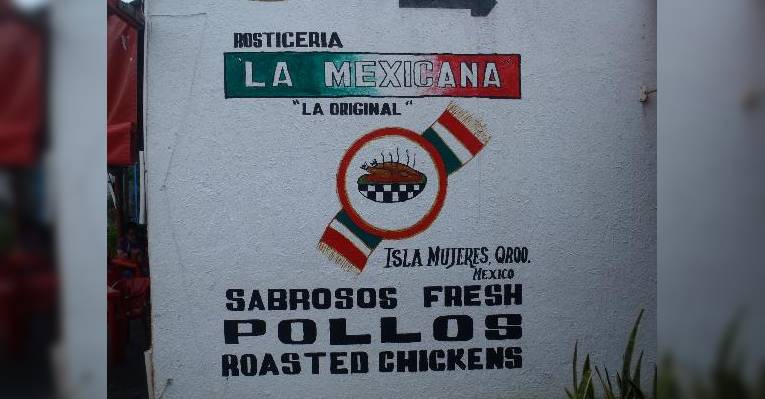 ROSTICERIA
LA MEXICANA
"LA ORIGINAL"
ISLA MUJERES, QROO.
MEXICO
SABROSOS FRESH
POLLOS
ROASTED CHICKENS